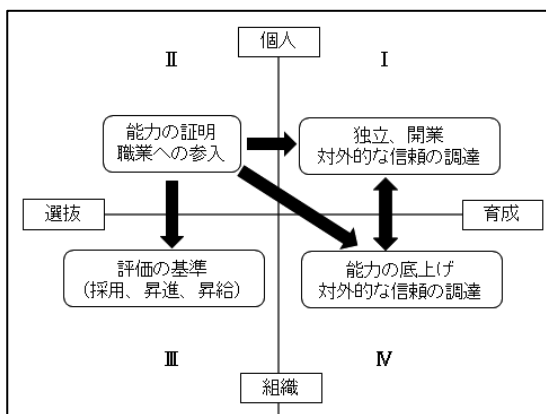 個人
Ⅱ
Ⅰ
能力の証明
職業への参入
独立、開業
対外的な信頼の調達
選抜
育成
評価の基準
(採用、昇進、昇給)
能力の底上げ
対外的な信頼の調達
Ⅲ
Ⅳ
組織